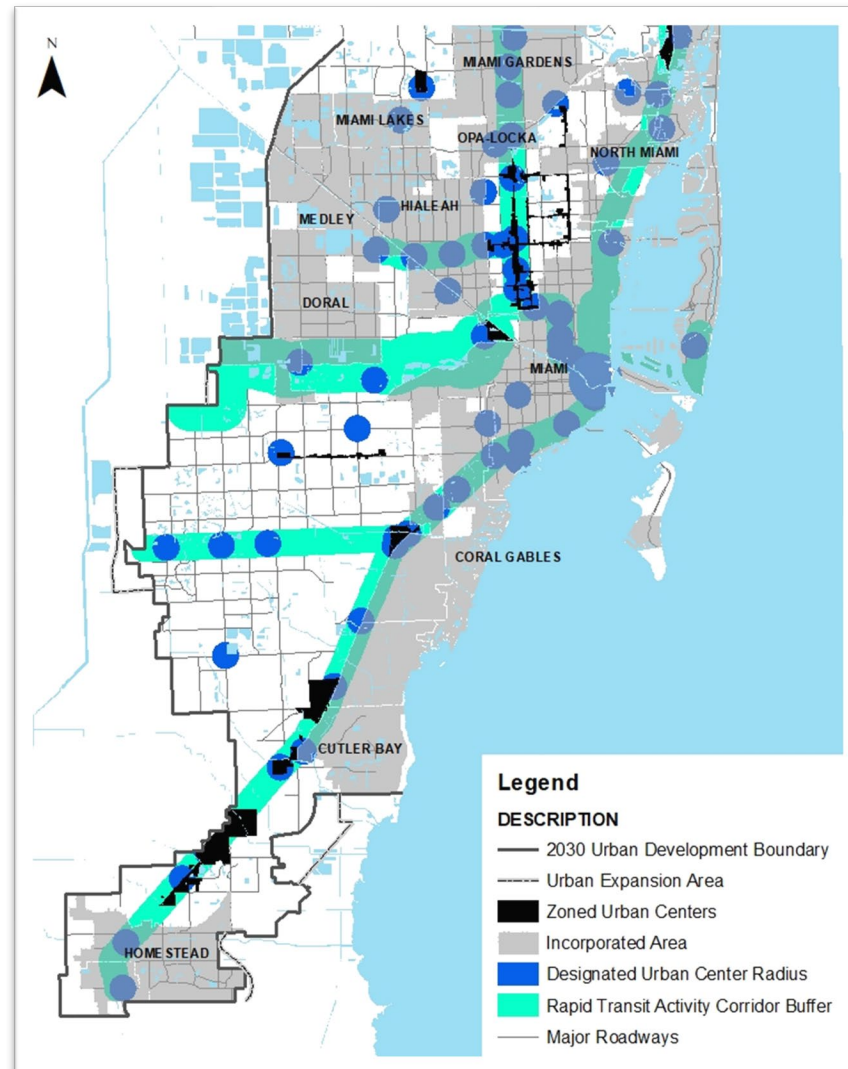 N
MIAMI GARDENS
MIAMI LAKES
OPA-LOCKA
NORTH MIAMI
HIALEAH
MEDLEY
DORAL
MIAMI
CORAL GABLES
CUTLER BAY
HOMESTEAD
Legend
DESCRIPTION
2030 Urban Development Boundary
Urban Expansion Area
Zoned Urban Centers
Incorporated Area
Designated Urban Center Radius
Rapid Transit Activity Corridor Buffer
Major Roadways